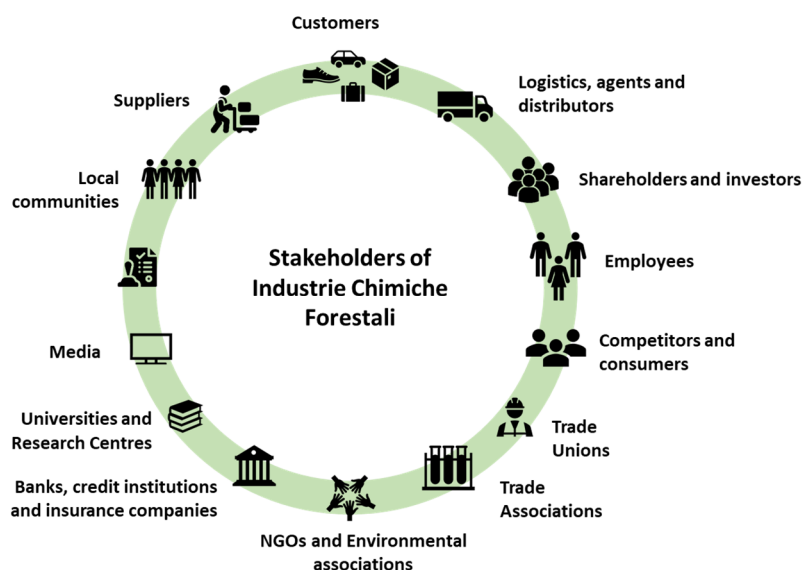 Customers
Logistics, agents and
distributors
Suppliers
Shareholders and investors
Local
communities
Stakeholders of
Industrie Chimiche
Forestali
Employees
Competitors and
consumers
Media
Universities and
Research Centres
Trade
Unions
Banks, credit institutions
and insurance companies
Trade
Associations
NGOs and Environmental
associations